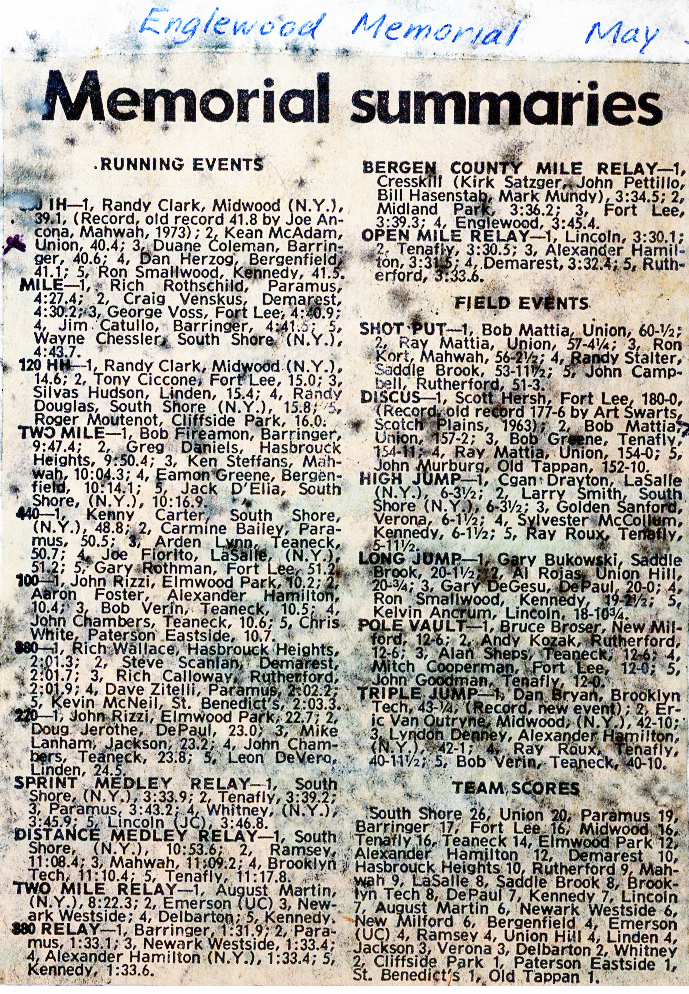 Englewood Memorial May
Memorial summaries
RUNNING EVENTS
IH—1, Randy Clark, Midwood (N.Y.),
39.1, (Record, old record 41.8 by Joe An-
cona, Mahwah, 1973); 2, Kean McAdam,
Union, 40.4; 3, Duane Coleman, Barrin-
ger, 40.6; 4, Dan Herzog, Bergenfield,
41.1; 5, Ron Smallwood, Kennedy, 41.5.
MILE—1, Rich Rothschild, Paramus,
4:27.4; 2, Craig Venskus, Demarest,
4:30.2; 3, George Voss, Fort Lee, 4:40.9;
4, Jim Catullo, Barringer, 4:41.5; 5,
Wayne Chessler, South Shore (N.Y.),
4:43.7.
120 HH—1, Randy Clark, Midwood (N.Y.),
14.6; 2, Tony Ciccone, Fort Lee, 15.0; 3,
Silvas Hudson, Linden, 15.4; 4, Randy
Douglas, South Shore (N.Y.), 15.8; 5,
Roger Moutenot, Cliffside Park, 16.0.
TWO MILE—1, Bob Fireamon, Barringer,
9:47.4; 2, Greg Daniels, Hasbrouck
Heights, 9:50.4; 3, Ken Steffans, Mah-
wah, 10:04.3; 4, Eamon Greene, Bergen-
field, 10:14.1; 5, Jack D'Elia, South
Shore, (N.Y.), 10:16.9.
440—1, Kenny Carter, South Shore,
(N.Y.), 48.8; 2, Carmine Bailey, Para-
mus, 50.5; 3, Arden Lynn, Teaneck,
50.7; 4, Joe Fiorito, LaSalle, (N.Y.),
51.2; 5, Gary Rothman, Fort Lee, 51.2.
100—1, John Rizzi, Elmwood Park, 10.2; 2,
Aaron Foster, Alexander Hamilton,
10.4; 3, Bob Verin, Teaneck, 10.5; 4,
John Chambers, Teaneck, 10.6; 5, Chris
White, Paterson Eastside, 10.7.
880—1, Rich Wallace, Hasbrouck Heights,
2:01.3; 2, Steve Scanlan, Demarest,
2:01.7; 3, Rich Calloway, Rutherford,
2:01.9; 4, Dave Zitelli, Paramus, 2:02.2;
5, Kevin McNeil, St. Benedict's, 2:03.3.
220—1, John Rizzi, Elmwood Park, 22.7; 2,
Doug Jerothe, DePaul, 23.0; 3, Mike
Lanham, Jackson, 23.2; 4, John Cham-
bers, Teaneck, 23.8; 5, Leon DeVero,
Linden, 24.5.
SPRINT MEDLEY RELAY—1, South
Shore, (N.Y.), 3:33.9; 2, Tenafly, 3:39.2;
3, Paramus, 3:43.7; 4, Whitney, (N.Y.),
3:45.9; 5, Lincoln (JC), 3:46.8.
DISTANCE MEDLEY RELAY—1, South
Shore, (N.Y.), 10:53.6; 2, Ramsey,
11:08.4; 3, Mahwah, 11:09.2; 4, Brooklyn
Tech, 11:10.4; 5, Tenafly, 11:17.8.
TWO MILE RELAY—1, August Martin,
(N.Y.), 8:22.3; 2, Emerson (UC) 3, New-
ark Westside; 4, Delbarton; 5, Kennedy.
880 RELAY—1, Barringer, 1:31.9; 2, Para-
mus, 1:33.1; 3, Newark Westside, 1:33.4;
4, Alexander Hamilton (N.Y.), 1:33.4; 5,
Kennedy, 1:33.6.
BERGEN COUNTY MILE RELAY—1,
Cresskill (Kirk Satzger, John Pettillo,
Bill Hasenstab, Mark Mundy), 3:34.5; 2,
Midland Park, 3:36.2; 3, Fort Lee,
3:39.3; 4, Englewood, 3:45.4.
OPEN MILE RELAY—1, Lincoln, 3:30.1;
2, Tenafly, 3:30.5; 3, Alexander Hamil-
ton, 3:31.5; 4, Demarest, 3:32.4; 5, Ruth-
erford, 3:33.6.
FIELD EVENTS
SHOT PUT—1, Bob Mattia, Union, 60-½;
2, Ray Mattia, Union, 57-4¼; 3, Ron
Kort, Mahwah, 56-2½; 4, Randy Stalter,
Saddle Brook, 53-11½; 5, John Camp-
bell, Rutherford, 51-3.
DISCUS—1, Scott Hersh, Fort Lee, 180-0,
(Record, old record 177-6 by Art Swarts,
Scotch Plains, 1963); 2, Bob Mattia,
Union, 157-2; 3, Bob Greene, Tenafly,
154-11; 4, Ray Mattia, Union, 154-0; 5,
John Murburg, Old Tappan, 152-10.
HIGH JUMP—1, Cgan Drayton, LaSalle
(N.Y.), 6-3½; 2, Larry Smith, South
Shore (N.Y.), 6-3½; 3, Golden Sanford,
Verona, 6-1½; 4, Sylvester McCollum,
Kennedy, 6-1½; 5, Ray Roux, Tenafly,
5-11½.
LONG JUMP—1, Gary Bukowski, Saddle
Brook, 20-11½; 2, Al Rojas, Union Hill,
20-¾; 3, Gary DeGesu, DePaul, 20-0; 4,
Ron Smallwood, Kennedy, 19-2½; 5,
Kelvin Ancrum, Lincoln, 18-10¾.
POLE VAULT—1, Bruce Broser, New Mil-
ford, 12-6; 2, Andy Kozak, Rutherford,
12-6; 3, Alan Sheps, Teaneck, 12-6; 4,
Mitch Cooperman, Fort Lee, 12-0; 5,
John Goodman, Tenafly, 12-0.
TRIPLE JUMP—1, Dan Bryan, Brooklyn
Tech, 43-¼, (Record, new event); 2, Er-
ic Van Outryne, Midwood, (N.Y.), 42-10;
3, Lyndon Denney, Alexander Hamilton,
(N.Y.), 42-1; 4, Ray Roux, Tenafly,
40-11½; 5, Bob Verin, Teaneck, 40-10.
TEAM SCORES
South Shore 26, Union 20, Paramus 19,
Barringer 17, Fort Lee 16, Midwood 16,
Tenafly 16, Teaneck 14, Elmwood Park 12,
Alexander Hamilton 12, Demarest 10,
Hasbrouck Heights 10, Rutherford 9, Mah-
wah 9, LaSalle 8, Saddle Brook 8, Brook-
lyn Tech 8, DePaul 7, Kennedy 7, Lincoln
7, August Martin 6, Newark Westside 6,
New Milford 6, Bergenfield 4, Emerson
(UC) 4, Ramsey 4, Union Hill 4, Linden 4,
Jackson 3, Verona 3, Delbarton 2, Whitney
2, Cliffside Park 1, Paterson Eastside 1,
St. Benedict's 1, Old Tappan 1.